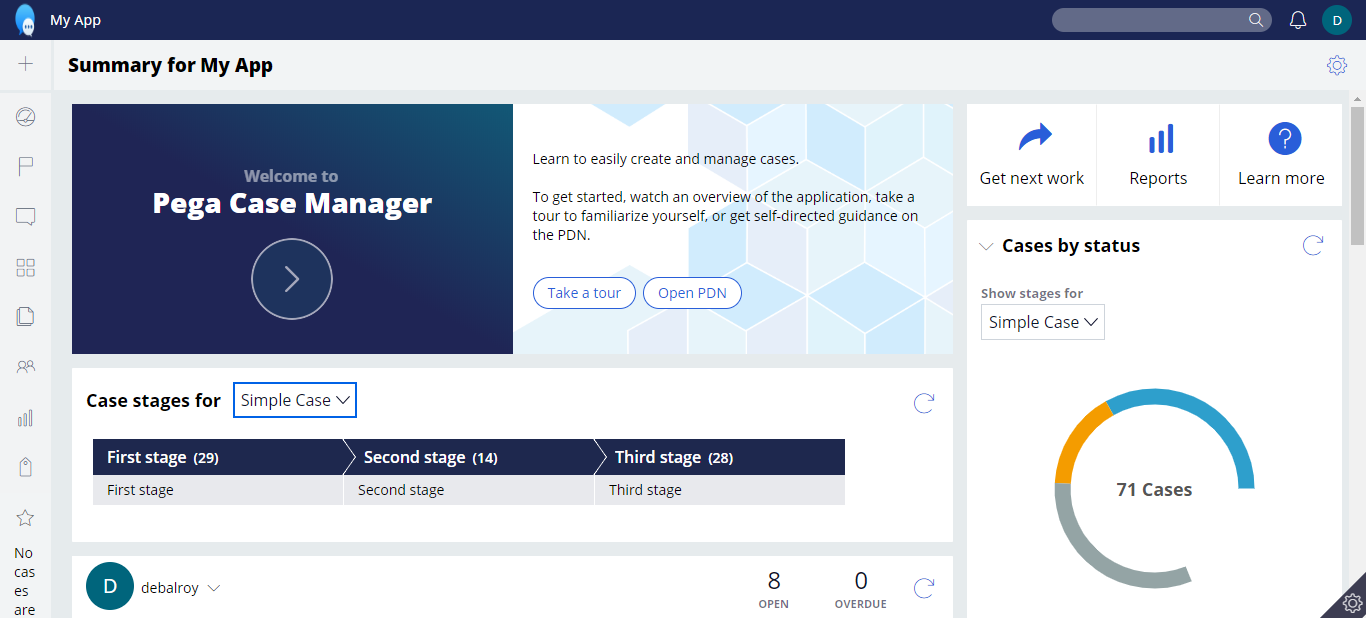 My App
D
Summary for My App
Welcome to
Pega Case Manager
Learn to easily create and manage cases.
To get started, watch an overview of the application, take a
tour to familiarize yourself, or get self-directed guidance on
the PDN.
Take a tour
Open PDN
Get next work
Reports
?
Learn more
Cases by status
Show stages for
Simple Case
71 Cases
Case stages for
Simple Case
First stage (29)
Second stage (14)
Third stage (28)
First stage
Second stage
Third stage
D
debalroy
8
OPEN
0
OVERDUE
No
cas
es
are